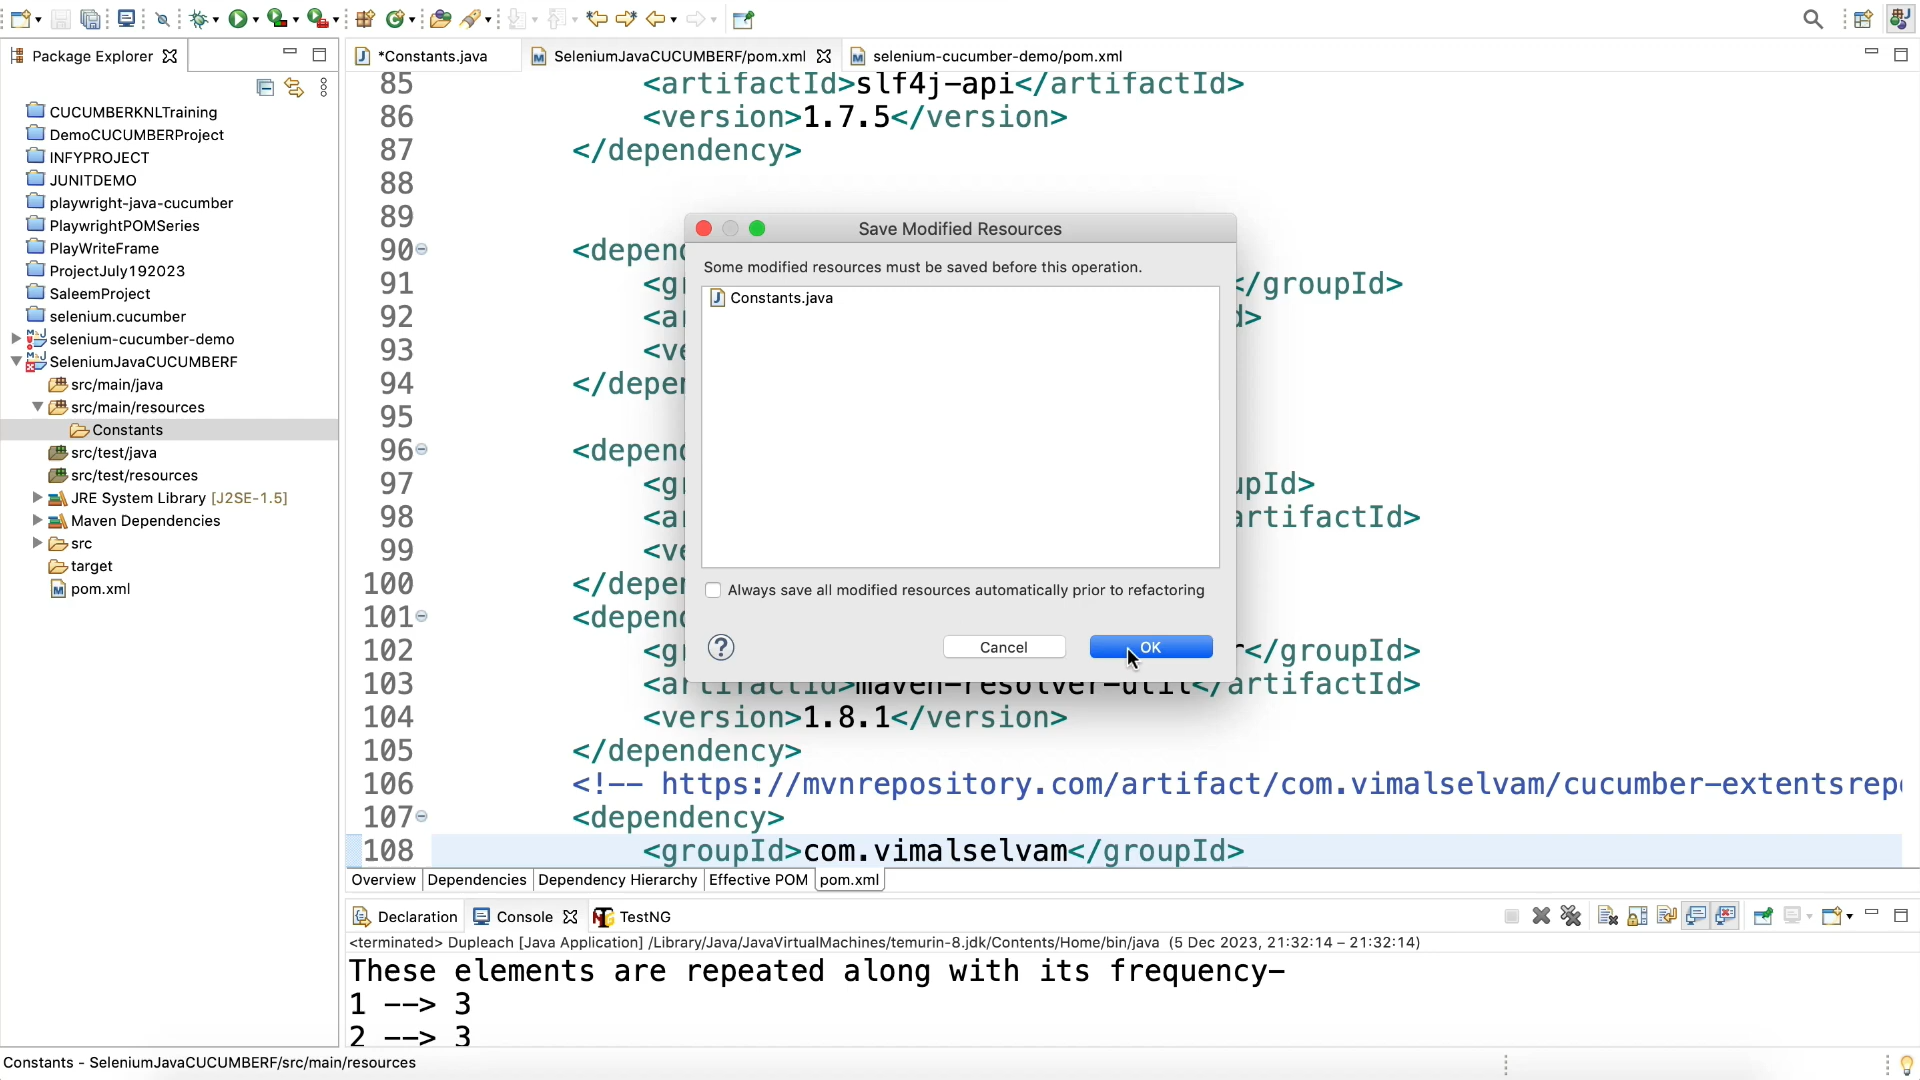 Package Explorer
*Constants.java
SeleniumJavaCUCUMBERF/pom.xml
selenium-cucumber-demo/pom.xml
CUCUMBERKNLTraining
DemoCUCUMBERProject
INFYPROJECT
JUNITDEMO
playwright-java-cucumber
PlaywrightPOMSeries
PlayWriteFrame
ProjectJuly192023
SaleemProject
selenium.cucumber
selenium-cucumber-demo
SeleniumJavaCUCUMBERF
src/main/java
src/main/resources
Constants
src/test/java
src/test/resources
JRE System Library [J2SE-1.5]
Maven Dependencies
src
target
pom.xml
85 <artifactId>slf4j-api</artifactId>
86 <version>1.7.5</version>
87 </dependency>
88
89
90 <depen
91 <g </groupId>
92 <a >
93 <v
94 </depe
95
96 <depen
97 <g pId>
98 <a artifactId>
99 <v
100 </depe
101 <depen
102 <g </groupId>
103 <artifactId>maven-resolver-util</artifactId>
104 <version>1.8.1</version>
105 </dependency>
106 <!-- https://mvnrepository.com/artifact/com.vimalselvam/cucumber-extentsrep
107 <dependency>
108 <groupId>com.vimalselvam</groupId>
Save Modified Resources
Some modified resources must be saved before this operation.
Constants.java
Always save all modified resources automatically prior to refactoring
?
Cancel
OK
Overview
Dependencies
Dependency Hierarchy
Effective POM
pom.xml
Declaration
Console
TestNG
<terminated> Dupleach [Java Application] /Library/Java/JavaVirtualMachines/temurin-8.jdk/Contents/Home/bin/java (5 Dec 2023, 21:32:14 – 21:32:14)
These elements are repeated along with its frequency-
1 --> 3
2 --> 3
Constants - SeleniumJavaCUCUMBERF/src/main/resources